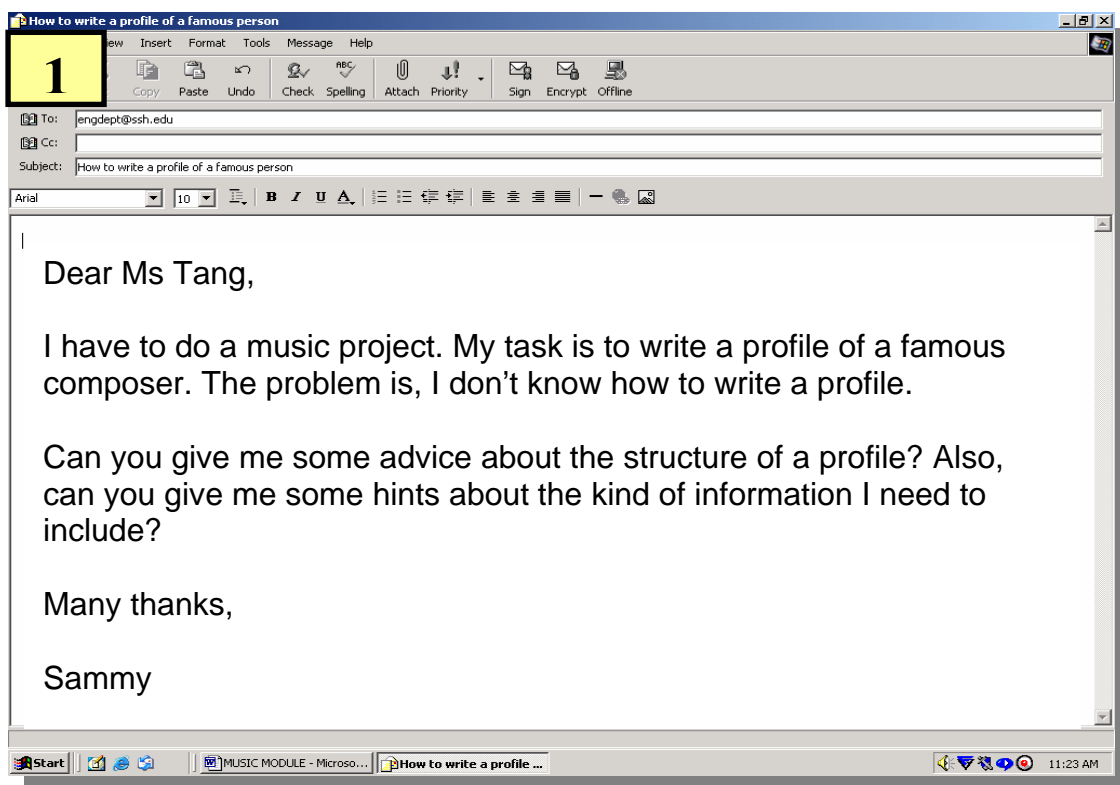 How to write a profile of a famous person
1
ew Insert Format Tools Message Help
Copy Paste Undo Check Spelling Attach Priority Sign Encrypt Offline
To: engdept@ssh.edu
Cc:
Subject: How to write a profile of a famous person
Arial 10 B I U A
Dear Ms Tang,
I have to do a music project. My task is to write a profile of a famous
composer. The problem is, I don't know how to write a profile.
Can you give me some advice about the structure of a profile? Also,
can you give me some hints about the kind of information I need to
include?
Many thanks,
Sammy
Start MUSIC MODULE - Microso... How to write a profile ... 11:23 AM